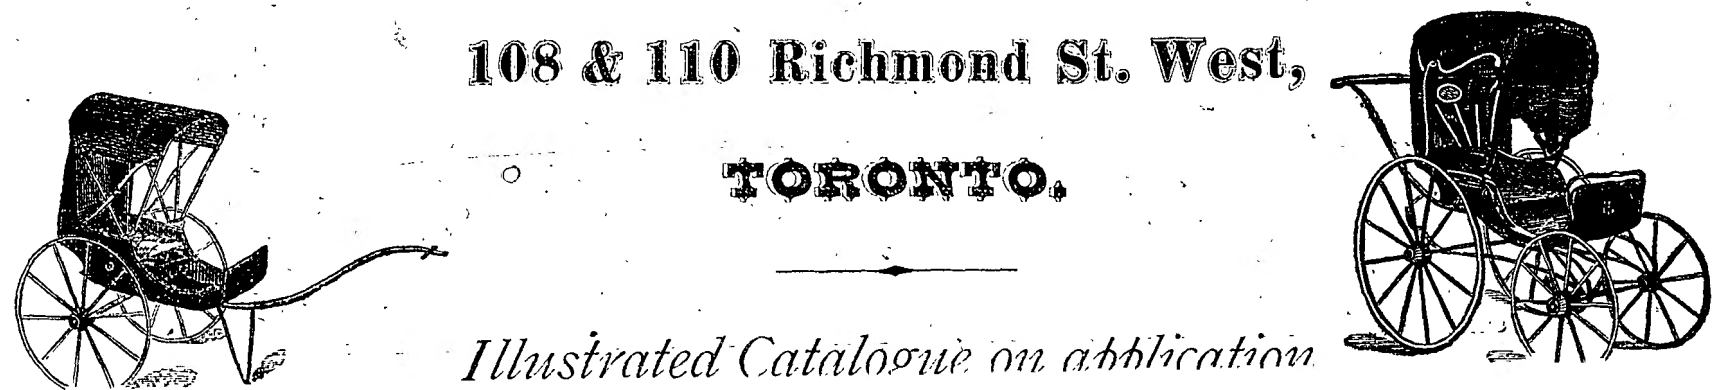 108 & 110 Richmond St. West,
TORONTO.
Illustrated Catalogue on application